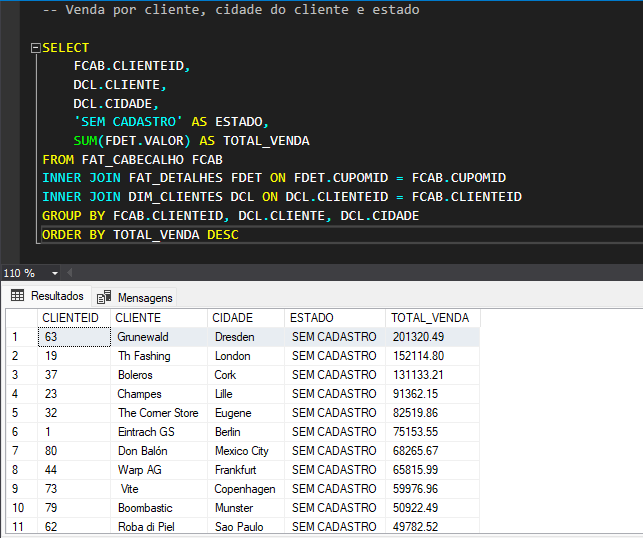 -- Venda por cliente, cidade do cliente e estado
SELECT
FCAB.CLIENTEID,
DCL.CLIENTE,
DCL.CIDADE,
'SEM CADASTRO' AS ESTADO,
SUM(FDET.VALOR) AS TOTAL_VENDA
FROM FAT_CABECALHO FCAB
INNER JOIN FAT_DETALHES FDET ON FDET.CUPOMID = FCAB.CUPOMID
INNER JOIN DIM_CLIENTES DCL ON DCL.CLIENTEID = FCAB.CLIENTEID
GROUP BY FCAB.CLIENTEID, DCL.CLIENTE, DCL.CIDADE
ORDER BY TOTAL_VENDA DESC
110 %
Resultados Mensagens
CLIENTEID CLIENTE CIDADE ESTADO TOTAL_VENDA
1 63 Grunewald Dresden SEM CADASTRO 201320.49
2 19 Th Fashing London SEM CADASTRO 152114.80
3 37 Boleros Cork SEM CADASTRO 131133.21
4 23 Champes Lille SEM CADASTRO 91362.15
5 32 The Corner Store Eugene SEM CADASTRO 82519.86
6 1 Eintrach GS Berlin SEM CADASTRO 75153.55
7 80 Don Balón Mexico City SEM CADASTRO 68265.67
8 44 Warp AG Frankfurt SEM CADASTRO 65815.99
9 73 Vite Copenhagen SEM CADASTRO 59976.96
10 79 Boombastic Munster SEM CADASTRO 50922.49
11 62 Roba di Piel Sao Paulo SEM CADASTRO 49782.52